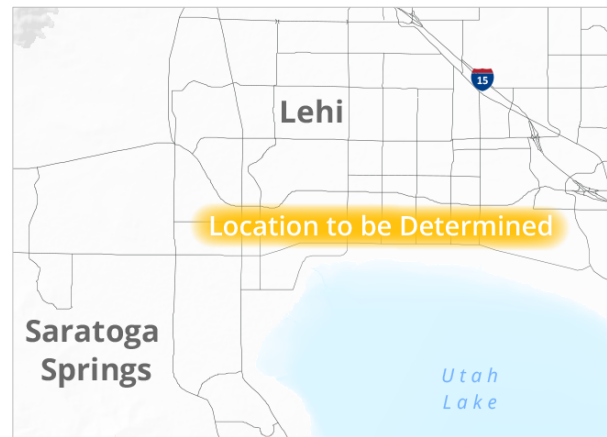 15
Lehi
Location to be Determined
Saratoga
Springs
Utah
Lake